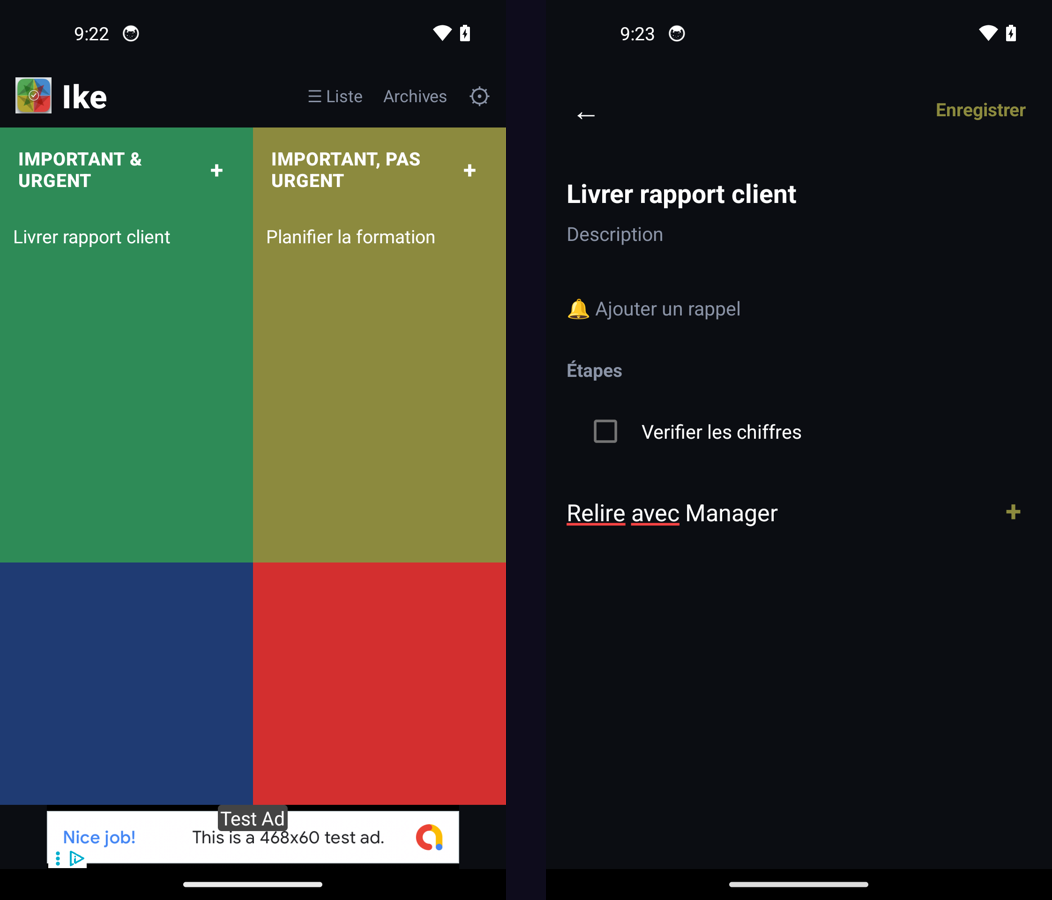 9:22
Ike
Liste
Archives
IMPORTANT &
URGENT
+
IMPORTANT, PAS
URGENT
+
Livrer rapport client
Planifier la formation
Test Ad
Nice job!
This is a 468x60 test ad.
9:23
←
Enregistrer
Livrer rapport client
Description
Ajouter un rappel
Étapes
Verifier les chiffres
Relire avec Manager
+